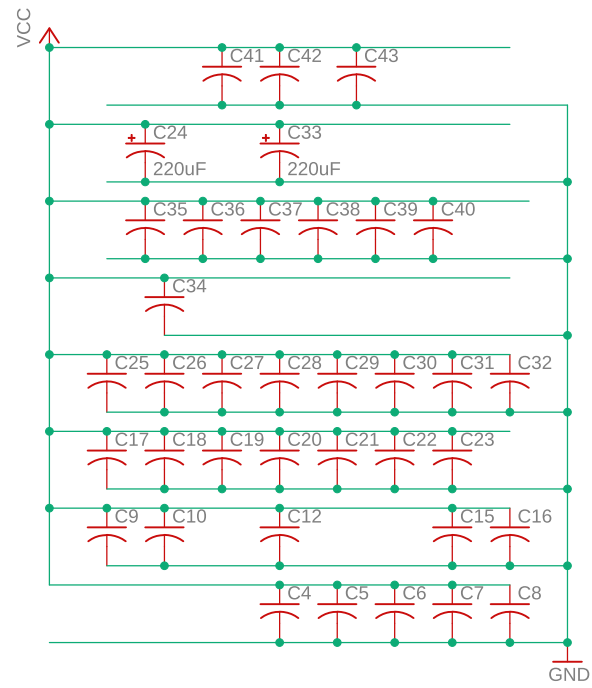 VCC
C41 C42 C43
C24 C33
220uF 220uF
C35 C36 C37 C38 C39 C40
C34
C25 C26 C27 C28 C29 C30 C31 C32
C17 C18 C19 C20 C21 C22 C23
C9 C10 C12 C15 C16
C4 C5 C6 C7 C8
GND